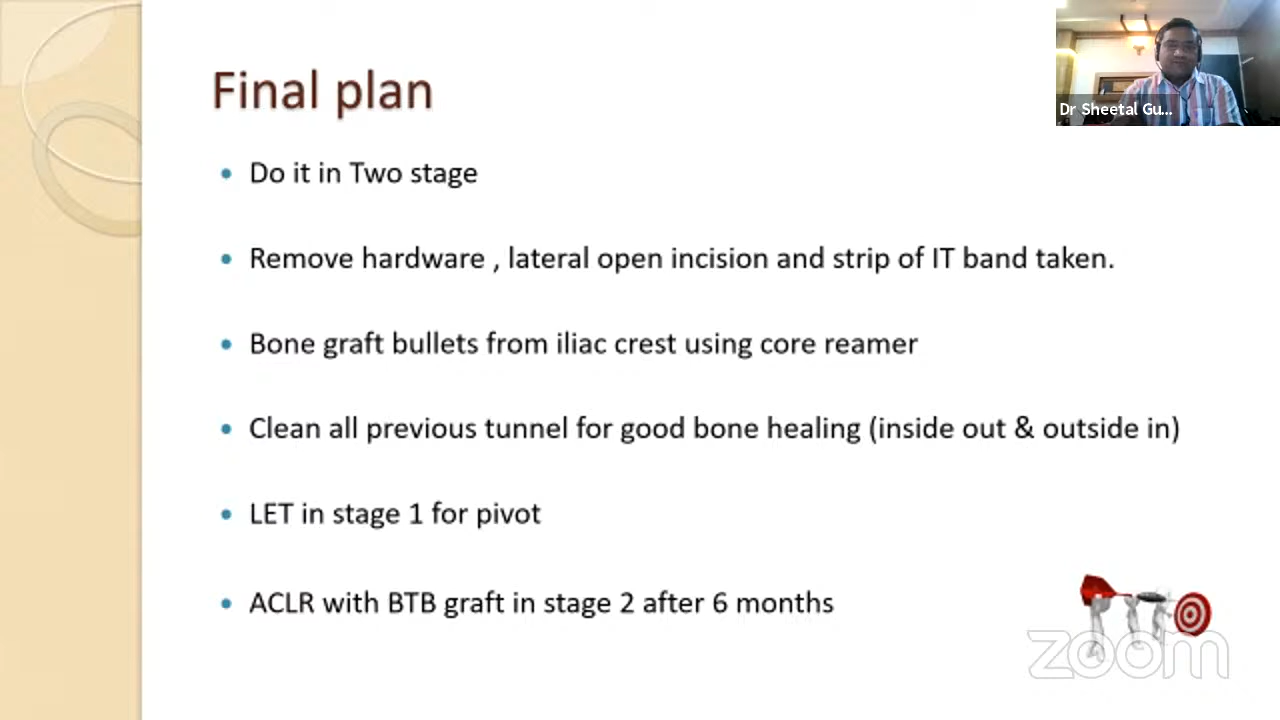 Final plan
Dr Sheetal Gu...
• Do it in Two stage
• Remove hardware , lateral open incision and strip of IT band taken.
• Bone graft bullets from iliac crest using core reamer
• Clean all previous tunnel for good bone healing (inside out & outside in)
• LET in stage 1 for pivot
• ACLR with BTB graft in stage 2 after 6 months
zoom